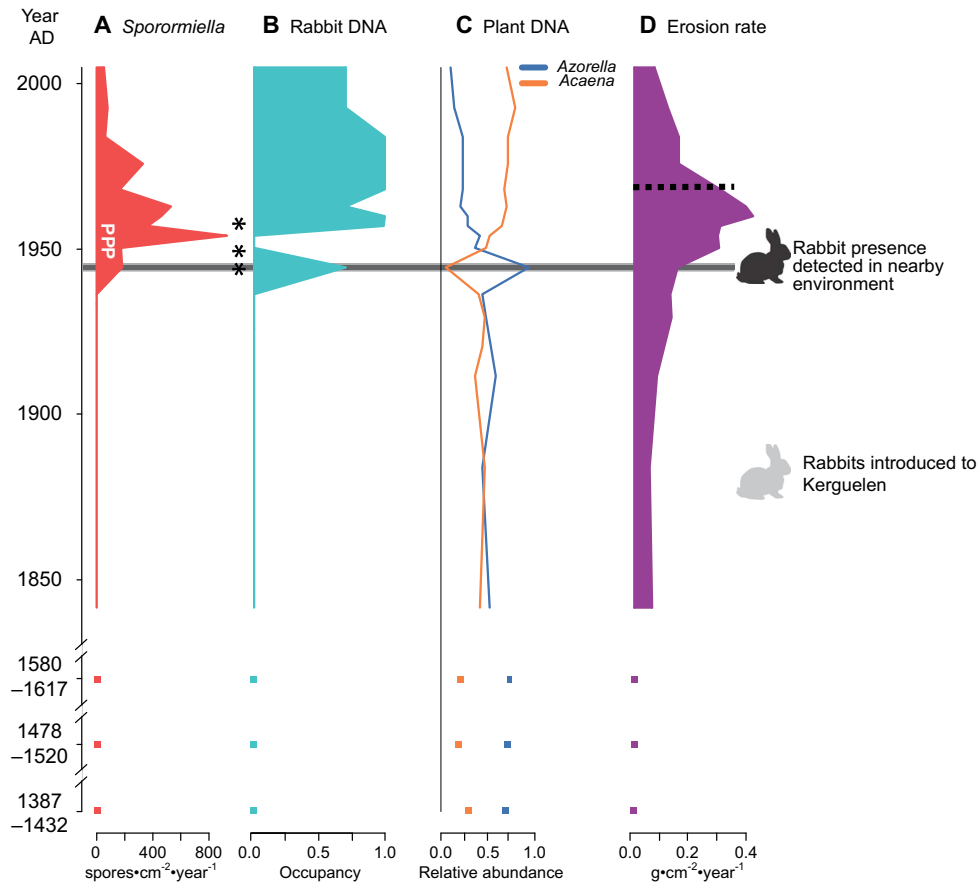 Year
AD
A Sporormiella
B Rabbit DNA
C Plant DNA
D Erosion rate
Azorella
Acaena
2000
1950
1900
1850
1580
–1617
1478
–1520
1387
–1432
PPP
*
*
*
Rabbit presence
detected in nearby
environment
Rabbits introduced to
Kerguelen
0 400 800
spores•cm-2•year-1
0.0 0.5 1.0
Occupancy
0.0 0.5 1.0
Relative abundance
0.0 0.2 0.4
g•cm-2•year-1